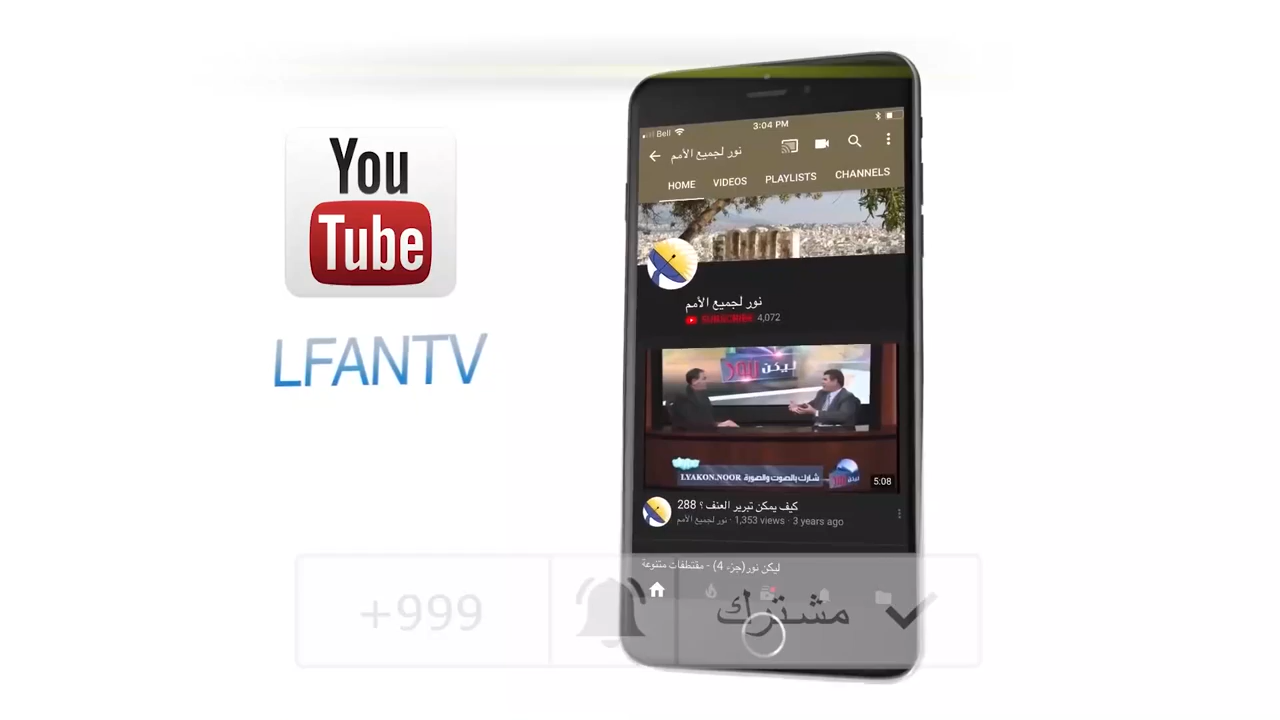 You
Tube
LFANTV
Bell 3:04 PM
نور لجميع الأمم
HOME VIDEOS PLAYLISTS CHANNELS
نور لجميع الأمم
SUBSCRIBE 4,072
ليكن نور
شارك بالصوت والصورة LYAKON.NOOR
5:08
كيف يمكن تبرير العنف ؟ 288
نور لجميع الأمم · 1,353 views · 3 years ago
ليكن نور(جزء 4) - مقتطفات متنوعة
+999 مشترك